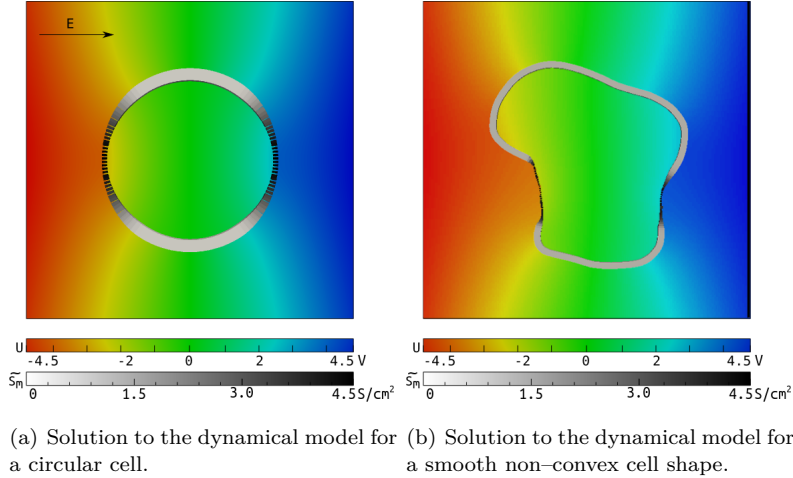 E
U
-4.5 -2 0 2 4.5 V
S̃m
0 1.5 3.0 4.5 S/cm²
(a) Solution to the dynamical model for
a circular cell.
U
-4.5 -2 0 2 4.5 V
S̃m
0 1.5 3.0 4.5 S/cm²
(b) Solution to the dynamical model for
a smooth non–convex cell shape.